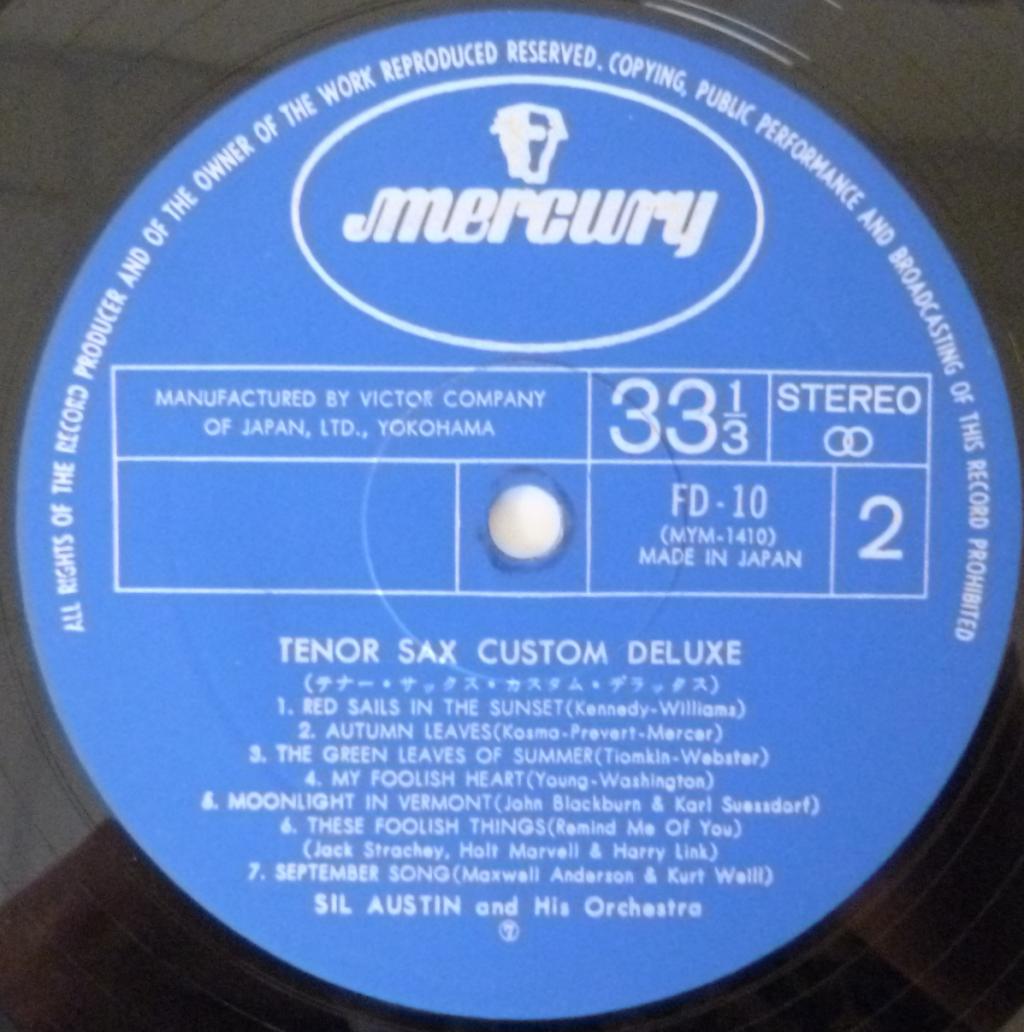 ALL RIGHTS OF THE RECORD PRODUCER AND OF THE OWNER OF THE WORK REPRODUCED RESERVED. COPYING, PUBLIC PERFORMANCE AND BROADCASTING OF THIS RECORD PROHIBITED
mercury
MANUFACTURED BY VICTOR COMPANY
OF JAPAN, LTD., YOKOHAMA
33 1/3
STEREO
FD-10
(MYM-1410)
MADE IN JAPAN
2
TENOR SAX CUSTOM DELUXE
(テナー・サックス・カスタム・デラックス)
1. RED SAILS IN THE SUNSET(Kennedy-Williams)
2. AUTUMN LEAVES(Kosma-Prevert-Mercer)
3. THE GREEN LEAVES OF SUMMER(Tiomkin-Webster)
4. MY FOOLISH HEART(Young-Washington)
5. MOONLIGHT IN VERMONT(John Blackburn & Karl Suessdorf)
6. THESE FOOLISH THINGS(Remind Me Of You)
(Jack Strachey, Holt Marvell & Harry Link)
7. SEPTEMBER SONG(Maxwell Anderson & Kurt Weill)
SIL AUSTIN and His Orchestra